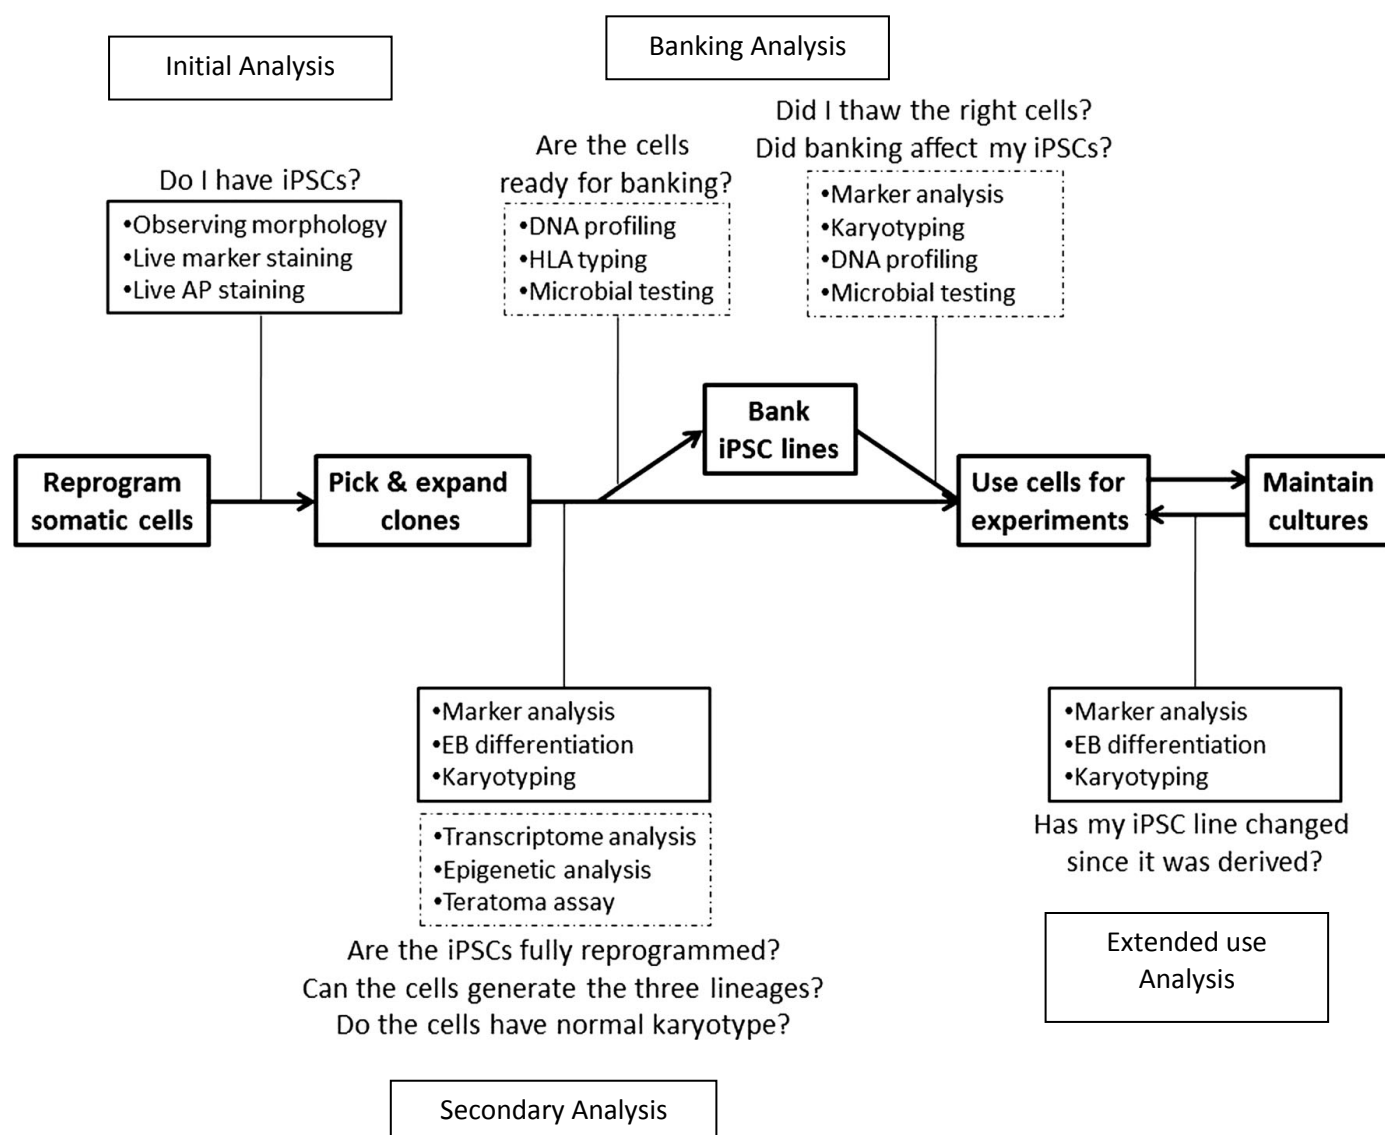 Initial Analysis
Banking Analysis
Do I have iPSCs?
•Observing morphology
•Live marker staining
•Live AP staining
Are the cells
ready for banking?
•DNA profiling
•HLA typing
•Microbial testing
Did I thaw the right cells?
Did banking affect my iPSCs?
•Marker analysis
•Karyotyping
•DNA profiling
•Microbial testing
Reprogram
somatic cells
Pick & expand
clones
Bank
iPSC lines
Use cells for
experiments
Maintain
cultures
•Marker analysis
•EB differentiation
•Karyotyping
•Transcriptome analysis
•Epigenetic analysis
•Teratoma assay
Are the iPSCs fully reprogrammed?
Can the cells generate the three lineages?
Do the cells have normal karyotype?
Secondary Analysis
•Marker analysis
•EB differentiation
•Karyotyping
Has my iPSC line changed
since it was derived?
Extended use
Analysis